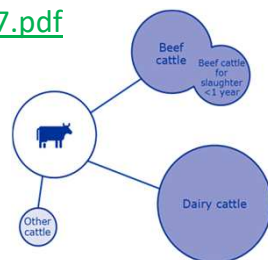 7.pdf
Beef
cattle
Beef cattle
for
slaughter
<1 year
Dairy cattle
Other
cattle